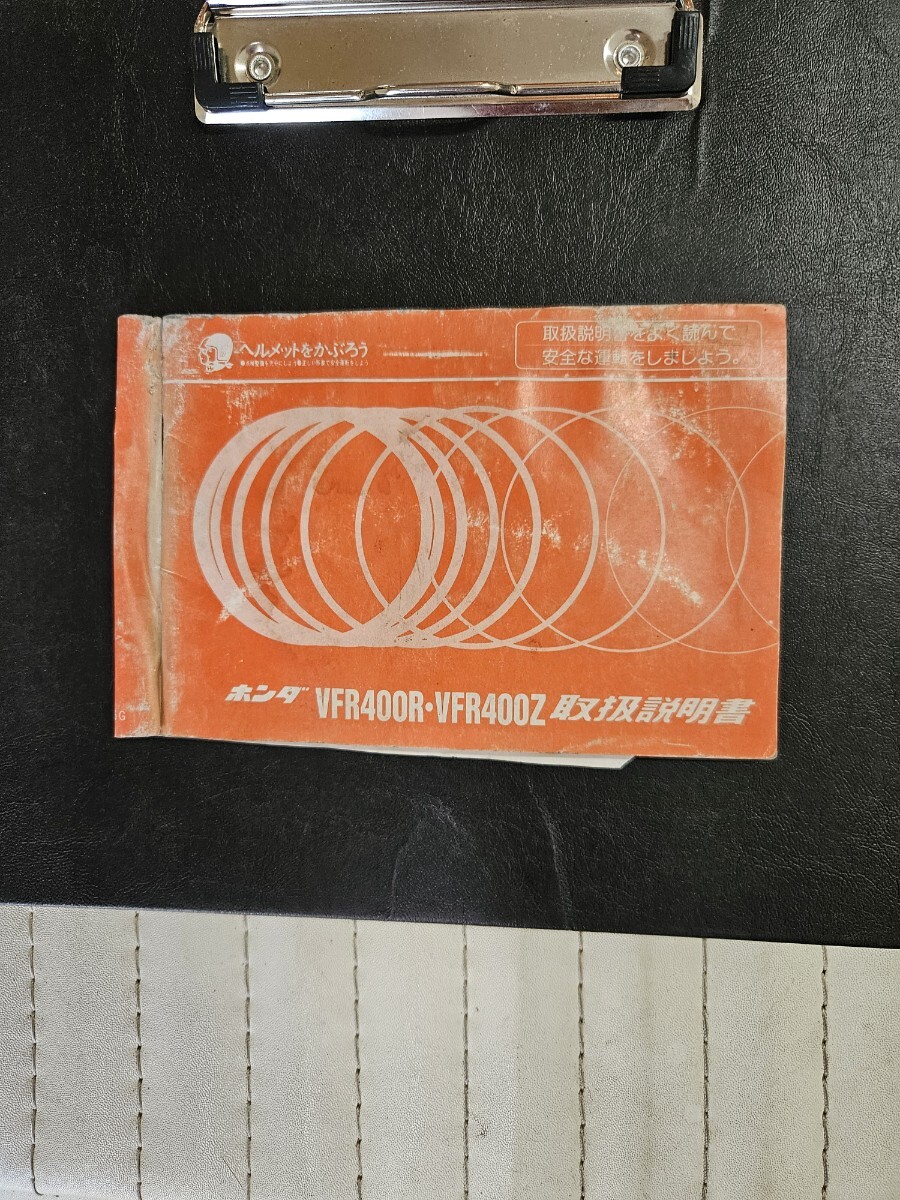 ヘルメットをかぶろう
取扱説明書をよく読んで
安全な運転をしましょう。
ホンダ VFR400R・VFR400Z 取扱説明書